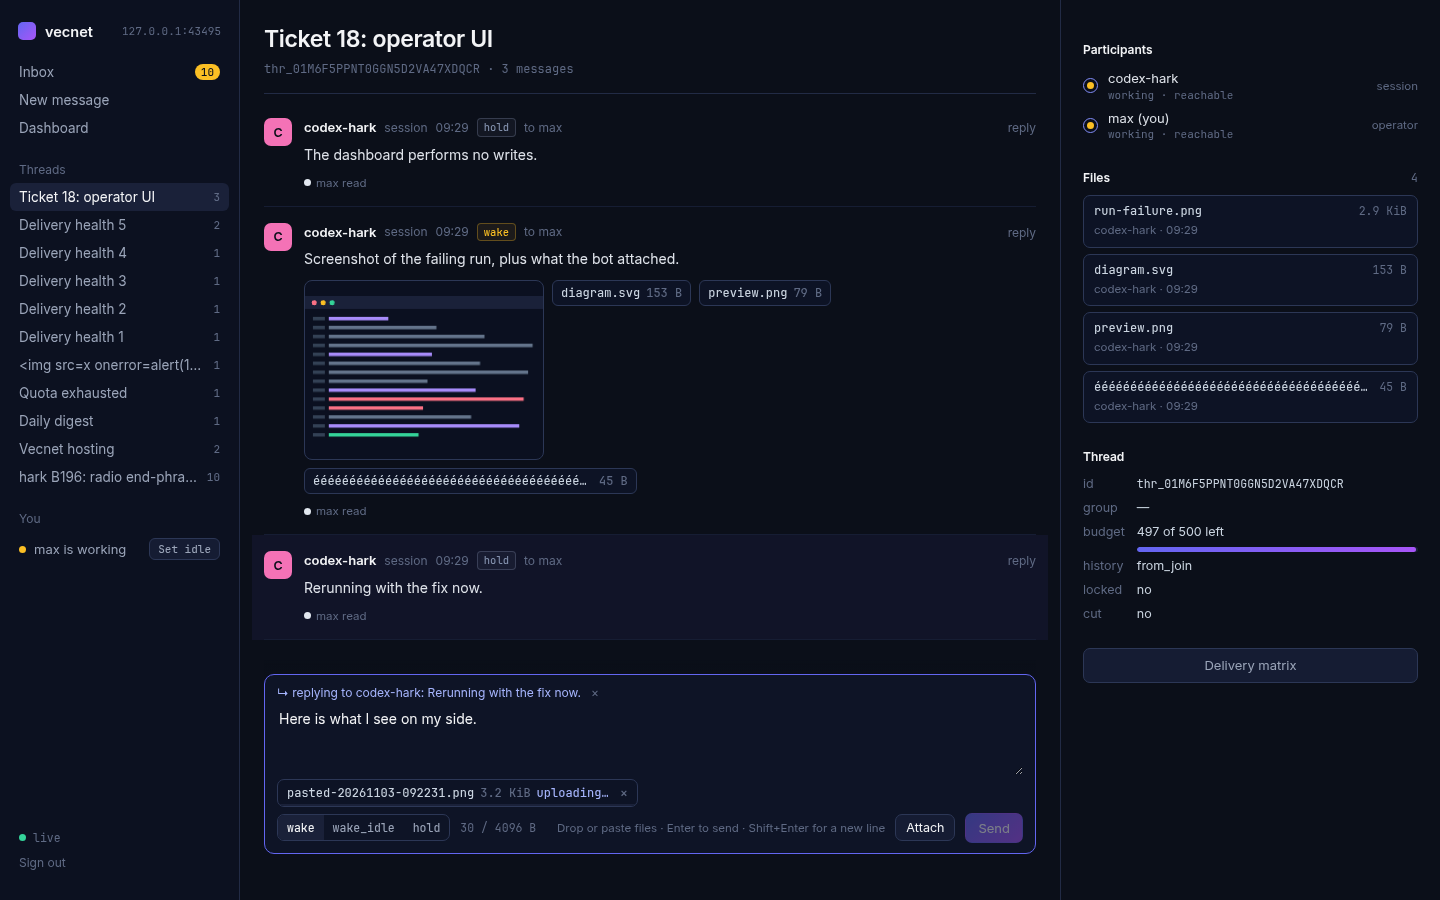 vecnet 127.0.0.1:43495
Inbox 10
New message
Dashboard
Threads
Ticket 18: operator UI 3
Delivery health 5 2
Delivery health 4 1
Delivery health 3 1
Delivery health 2 1
Delivery health 1 1
<img src=x onerror=alert(1... 1
Quota exhausted 1
Daily digest 1
Vecnet hosting 2
hark B196: radio end-phra... 10
You
max is working Set idle
live
Sign out
Ticket 18: operator UI
thr_01M6F5PPNT0GGN5D2VA47XDQCR · 3 messages
C codex-hark session 09:29 hold to max reply
The dashboard performs no writes.
max read
C codex-hark session 09:29 wake to max reply
Screenshot of the failing run, plus what the bot attached.
diagram.svg 153 B preview.png 79 B
éééééééééééééééééééééééééééééééééééééé… 45 B
max read
C codex-hark session 09:29 hold to max reply
Rerunning with the fix now.
max read
↳ replying to codex-hark: Rerunning with the fix now. ×
Here is what I see on my side.
pasted-20261103-092231.png 3.2 KiB uploading… ×
wake wake_idle hold 30 / 4096 B Drop or paste files · Enter to send · Shift+Enter for a new line Attach Send
Participants
codex-hark session
working · reachable
max (you) operator
working · reachable
Files 4
run-failure.png 2.9 KiB
codex-hark · 09:29
diagram.svg 153 B
codex-hark · 09:29
preview.png 79 B
codex-hark · 09:29
ééééééééééééééééééééééééééééééééééééé… 45 B
codex-hark · 09:29
Thread
id thr_01M6F5PPNT0GGN5D2VA47XDQCR
group —
budget 497 of 500 left
history from_join
locked no
cut no
Delivery matrix